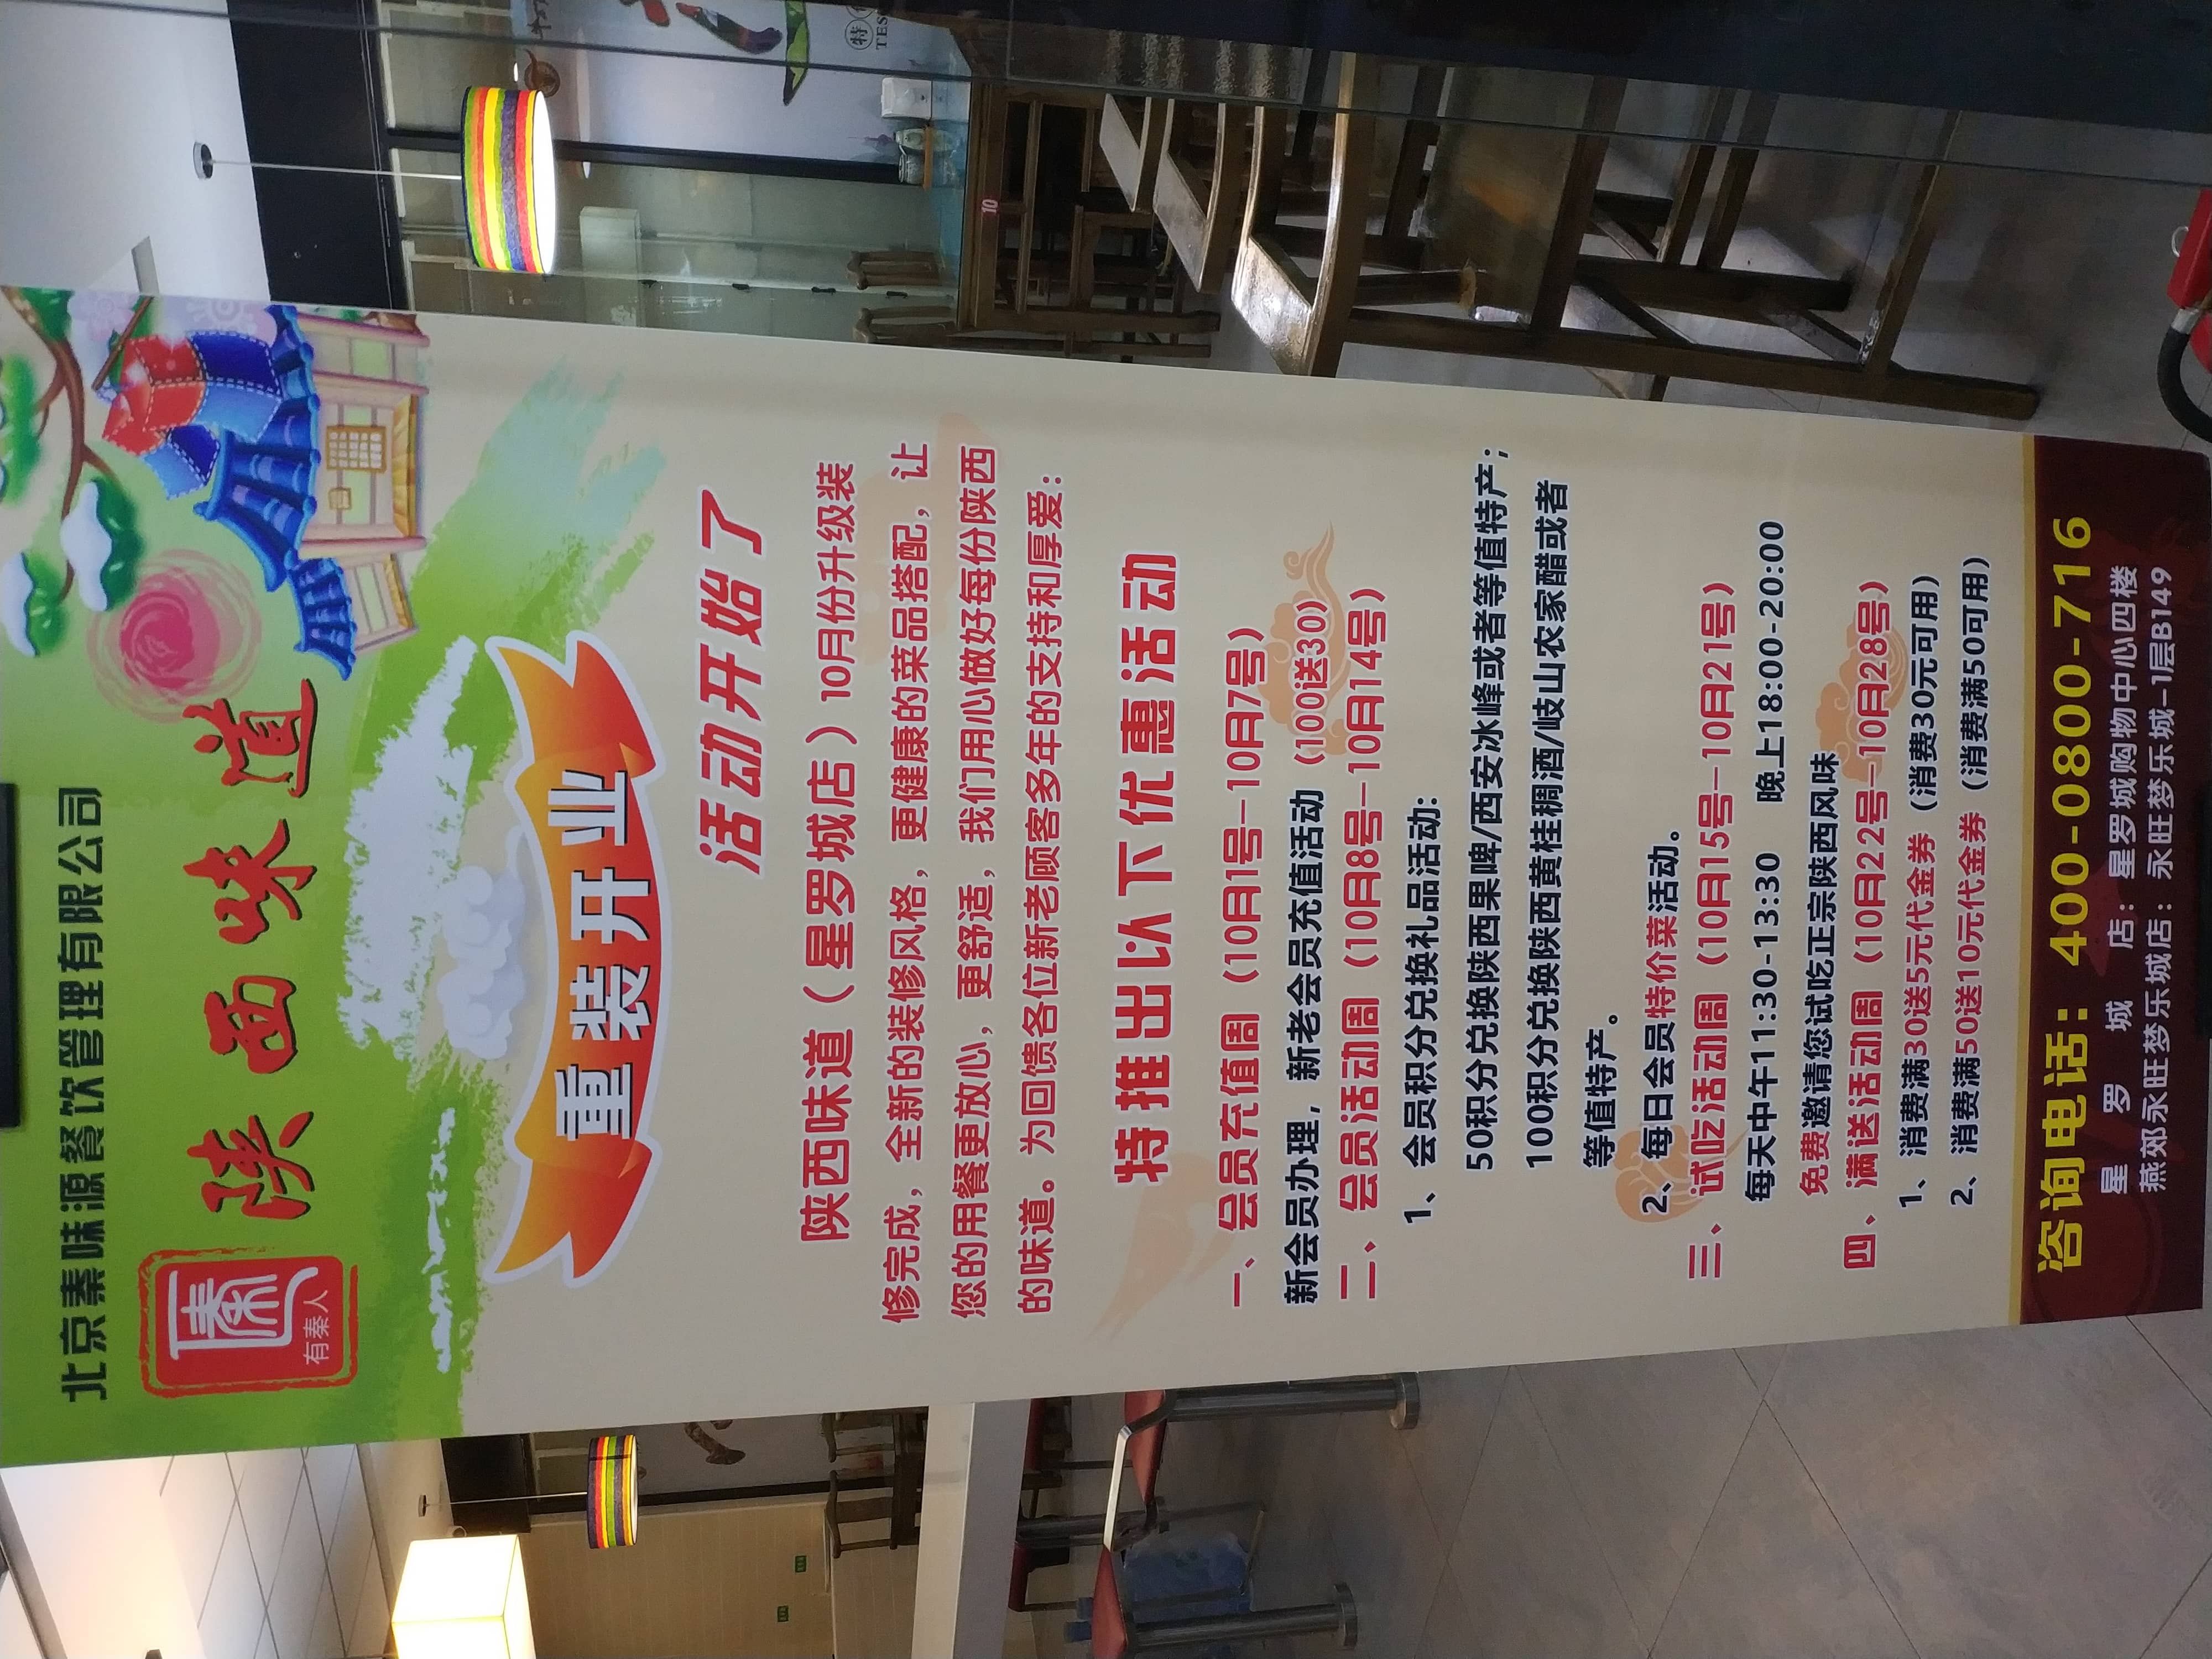 北京秦味源餐饮管理有限公司
秦
有秦人
陕西味道
重装开业
活动开始了
陕西味道（星罗城店）10月份升级装
修完成，全新的装修风格，更健康的菜品搭配，让
您的用餐更放心，更舒适，我们用心做好每份陕西
的味道。为回馈各位新老顾客多年的支持和厚爱：
特推出以下优惠活动
一、会员充值周（10月1号—10月7号）
新会员办理，新老会员充值活动（100送30）
二、会员活动周（10月8号—10月14号）
1、会员积分兑换礼品活动:
50积分兑换陕西果啤/西安冰峰或者等值特产；
100积分兑换陕西黄桂稠酒/岐山农家醋或者
等值特产。
2、每日会员特价菜活动。
三、试吃活动周（10月15号—10月21号）
每天中午11:30-13:30 晚上18:00-20:00
免费邀请您试吃正宗陕西风味
四、满送活动周（10月22号—10月28号）
1、消费满30送5元代金券（消费30元可用）
2、消费满50送10元代金券（消费满50可用）
咨询电话：400-0800-716
星罗城店：星罗城购物中心四楼
燕郊永旺梦乐城店：永旺梦乐城-1层B149
10
特
TES